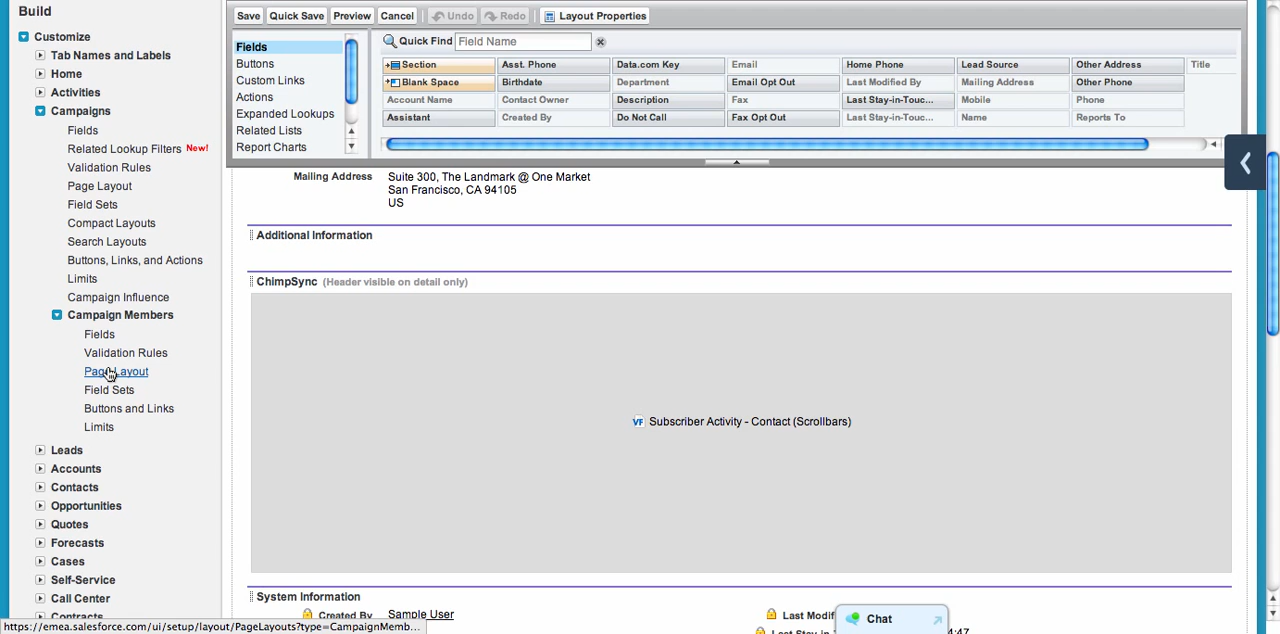 Build
Customize
Tab Names and Labels
Home
Activities
Campaigns
Fields
Related Lookup Filters New!
Validation Rules
Page Layout
Field Sets
Compact Layouts
Search Layouts
Buttons, Links, and Actions
Limits
Campaign Influence
Campaign Members
Fields
Validation Rules
Page Layout
Field Sets
Buttons and Links
Limits
Leads
Accounts
Contacts
Opportunities
Quotes
Forecasts
Cases
Self-Service
Call Center
Contracts
https://emea.salesforce.com/ui/setup/layout/PageLayouts?type=CampaignMemb...
Save Quick Save Preview Cancel Undo Redo Layout Properties
Fields
Buttons
Custom Links
Actions
Expanded Lookups
Related Lists
Report Charts
Quick Find Field Name
Section Asst. Phone Data.com Key Email Home Phone Lead Source Other Address Title
Blank Space Birthdate Department Email Opt Out Last Modified By Mailing Address Other Phone
Account Name Contact Owner Description Fax Last Stay-in-Touc... Mobile Phone
Assistant Created By Do Not Call Fax Opt Out Last Stay-in-Touc... Name Reports To
Mailing Address Suite 300, The Landmark @ One Market
San Francisco, CA 94105
US
Additional Information
ChimpSync (Header visible on detail only)
VF Subscriber Activity - Contact (Scrollbars)
System Information
Created By Sample User Last Modif
Chat
4:47